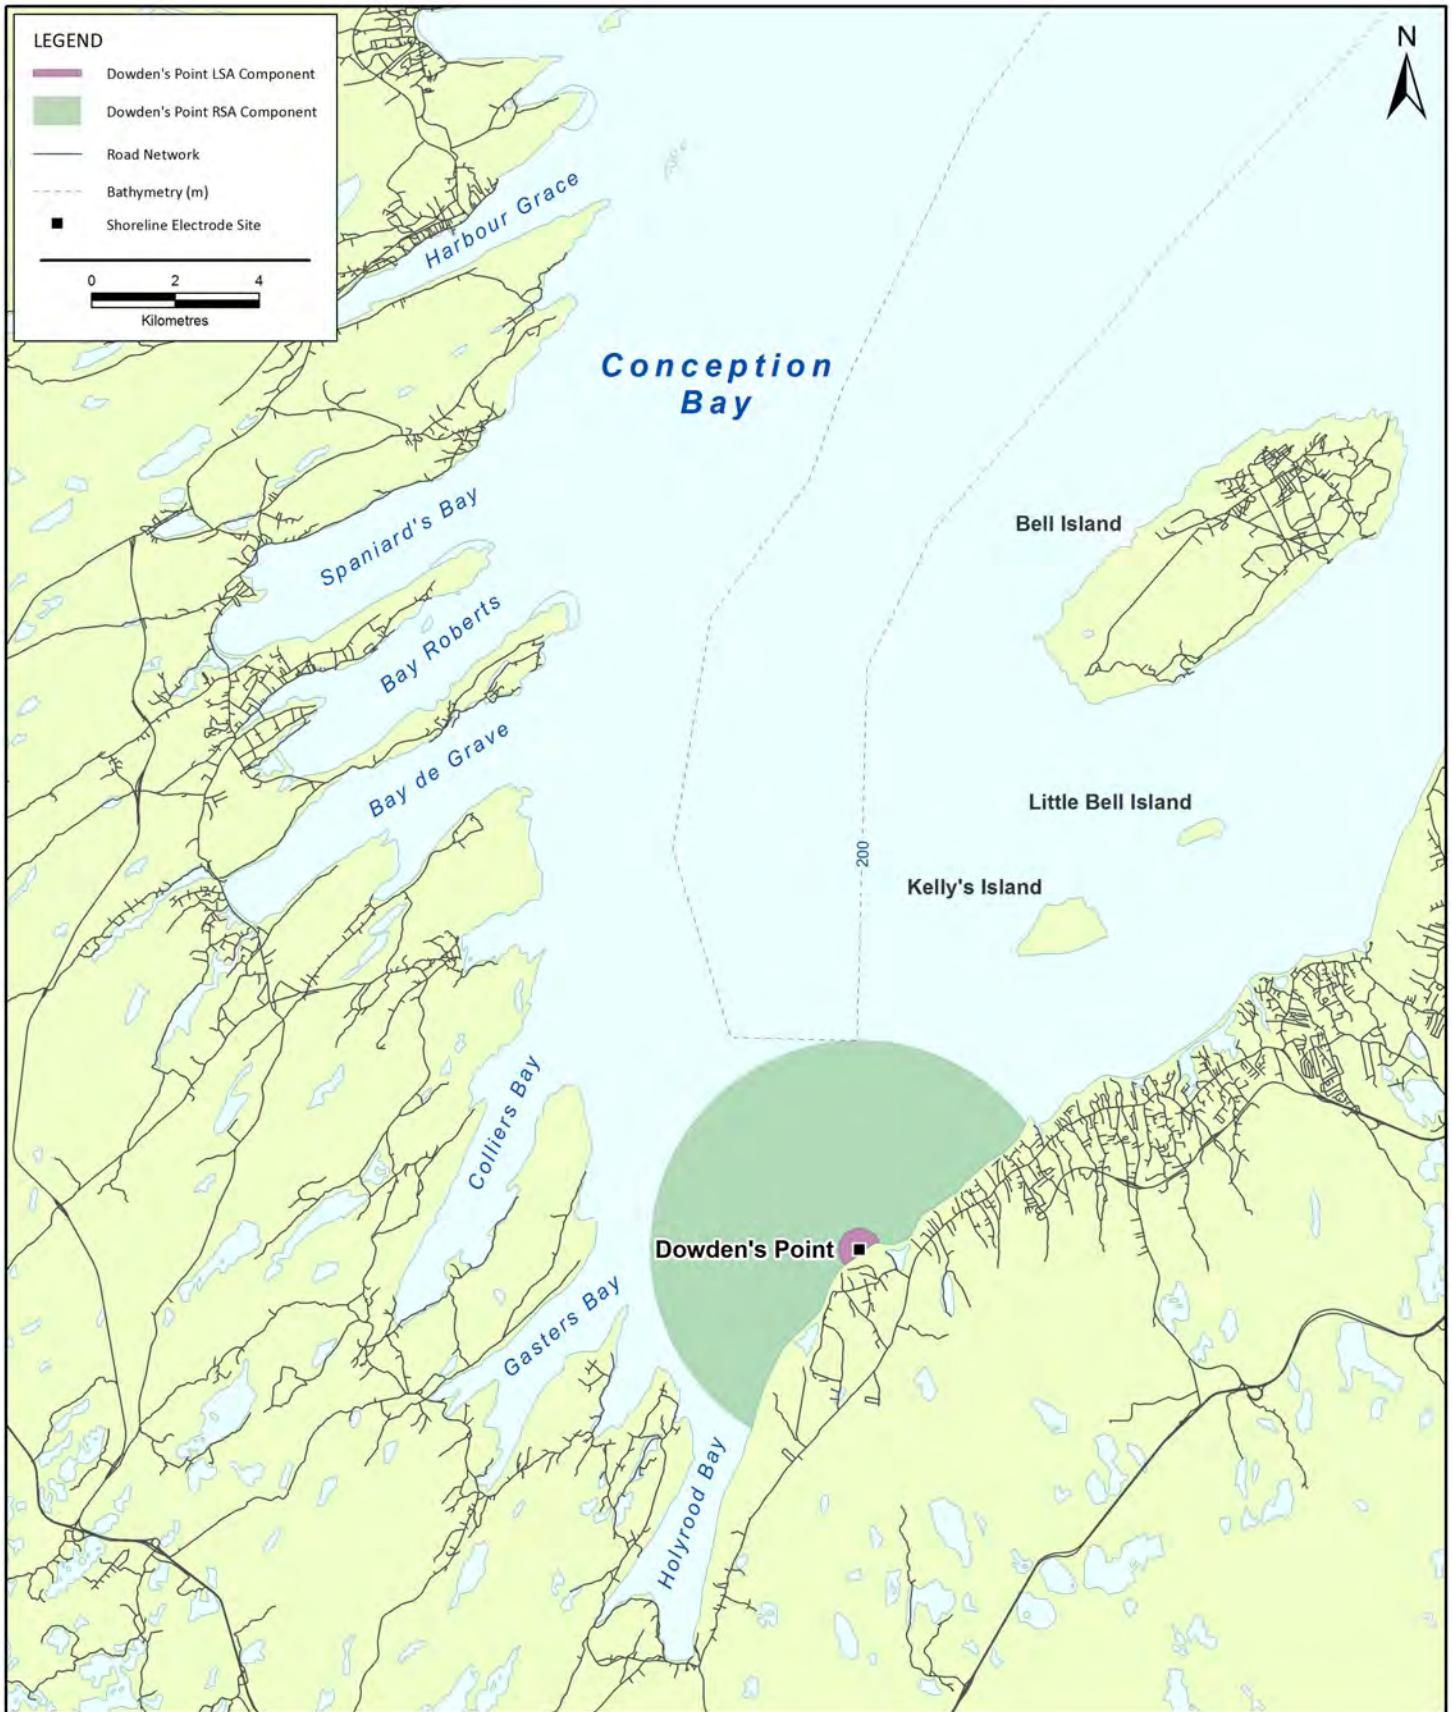 LEGEND
Dowden's Point LSA Component
Dowden's Point RSA Component
Road Network
Bathymetry (m)
Shoreline Electrode Site
0 2 4
Kilometres
N
Harbour Grace
Conception
Bay
Spaniard's Bay
Bell Island
Bay Roberts
Bay de Grave
Little Bell Island
200
Kelly's Island
Colliers Bay
Dowden's Point
Gasters Bay
Holyrood Bay